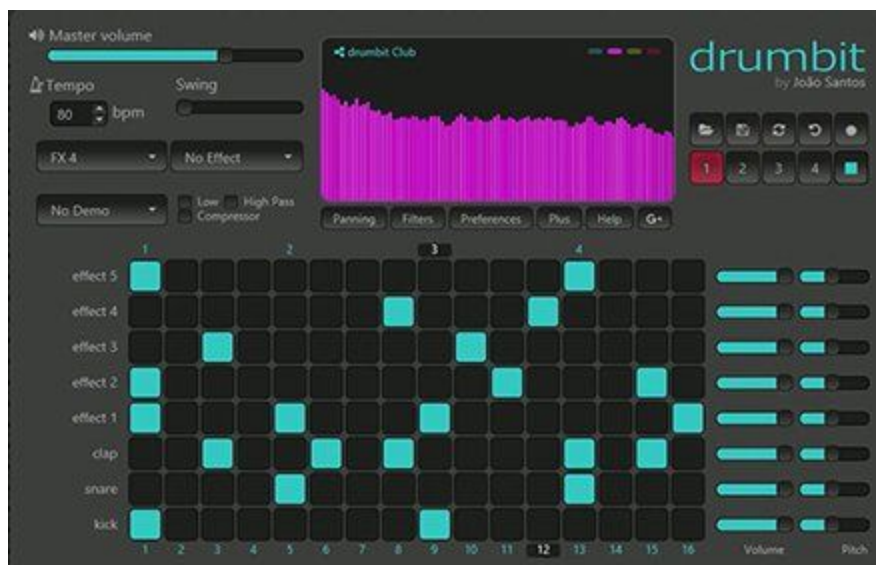 Master volume
drumbit Club
drumbit
by João Santos
Tempo
Swing
80
bpm
FX 4
No Effect
1
2
3
4
No Demo
Low
High Pass
Compressor
Panning
Filters
Preferences
Plus
Help
G+
1
2
3
4
effect 5
effect 4
effect 3
effect 2
effect 1
clap
snare
kick
1
2
3
4
5
6
7
8
9
10
11
12
13
14
15
16
Volume
Pitch